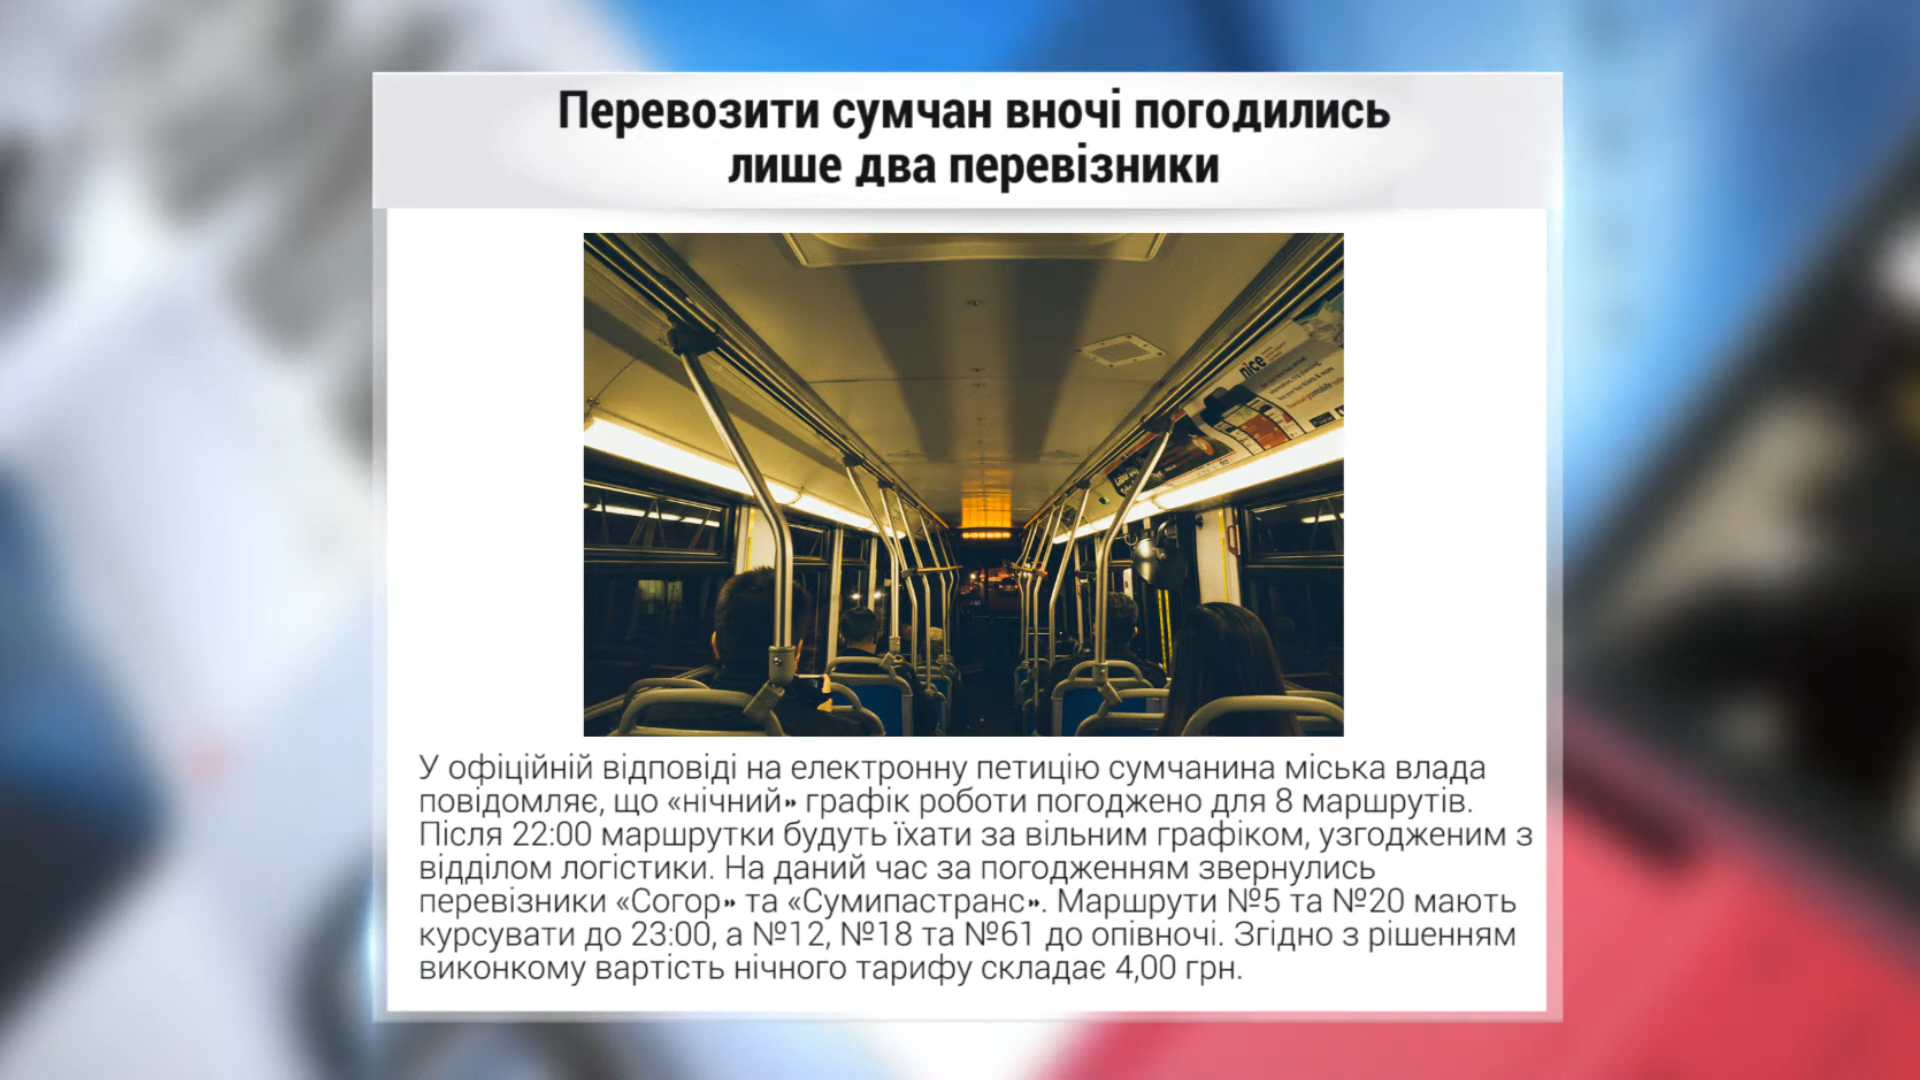 Перевозити сумчан вночі погодились
лише два перевізники
nice
У офіційній відповіді на електронну петицію сумчанина міська влада
повідомляє, що «нічний» графік роботи погоджено для 8 маршрутів.
Після 22:00 маршрутки будуть їхати за вільним графіком, узгодженим з
відділом логістики. На даний час за погодженням звернулись
перевізники «Согор» та «Сумипастранс». Маршрути №5 та №20 мають
курсувати до 23:00, а №12, №18 та №61 до опівночі. Згідно з рішенням
виконкому вартість нічного тарифу складає 4,00 грн.